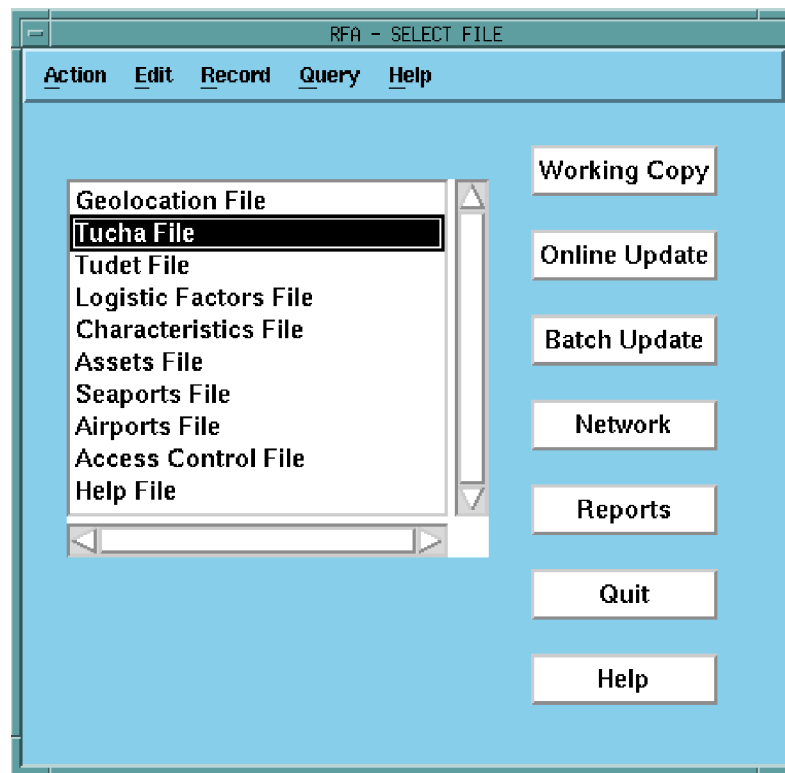 RFA - SELECT FILE
Action Edit Record Query Help
Geolocation File
Tucha File
Tudet File
Logistic Factors File
Characteristics File
Assets File
Seaports File
Airports File
Access Control File
Help File
Working Copy
Online Update
Batch Update
Network
Reports
Quit
Help